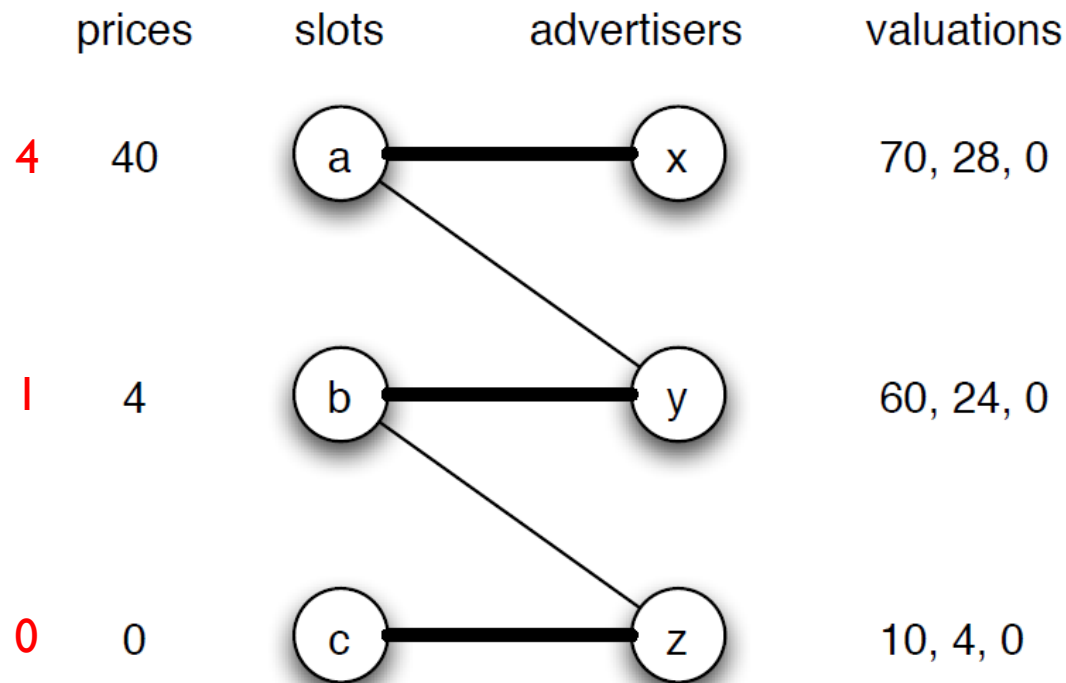 prices slots advertisers valuations
4 40 a x 70, 28, 0
1 4 b y 60, 24, 0
0 0 c z 10, 4, 0